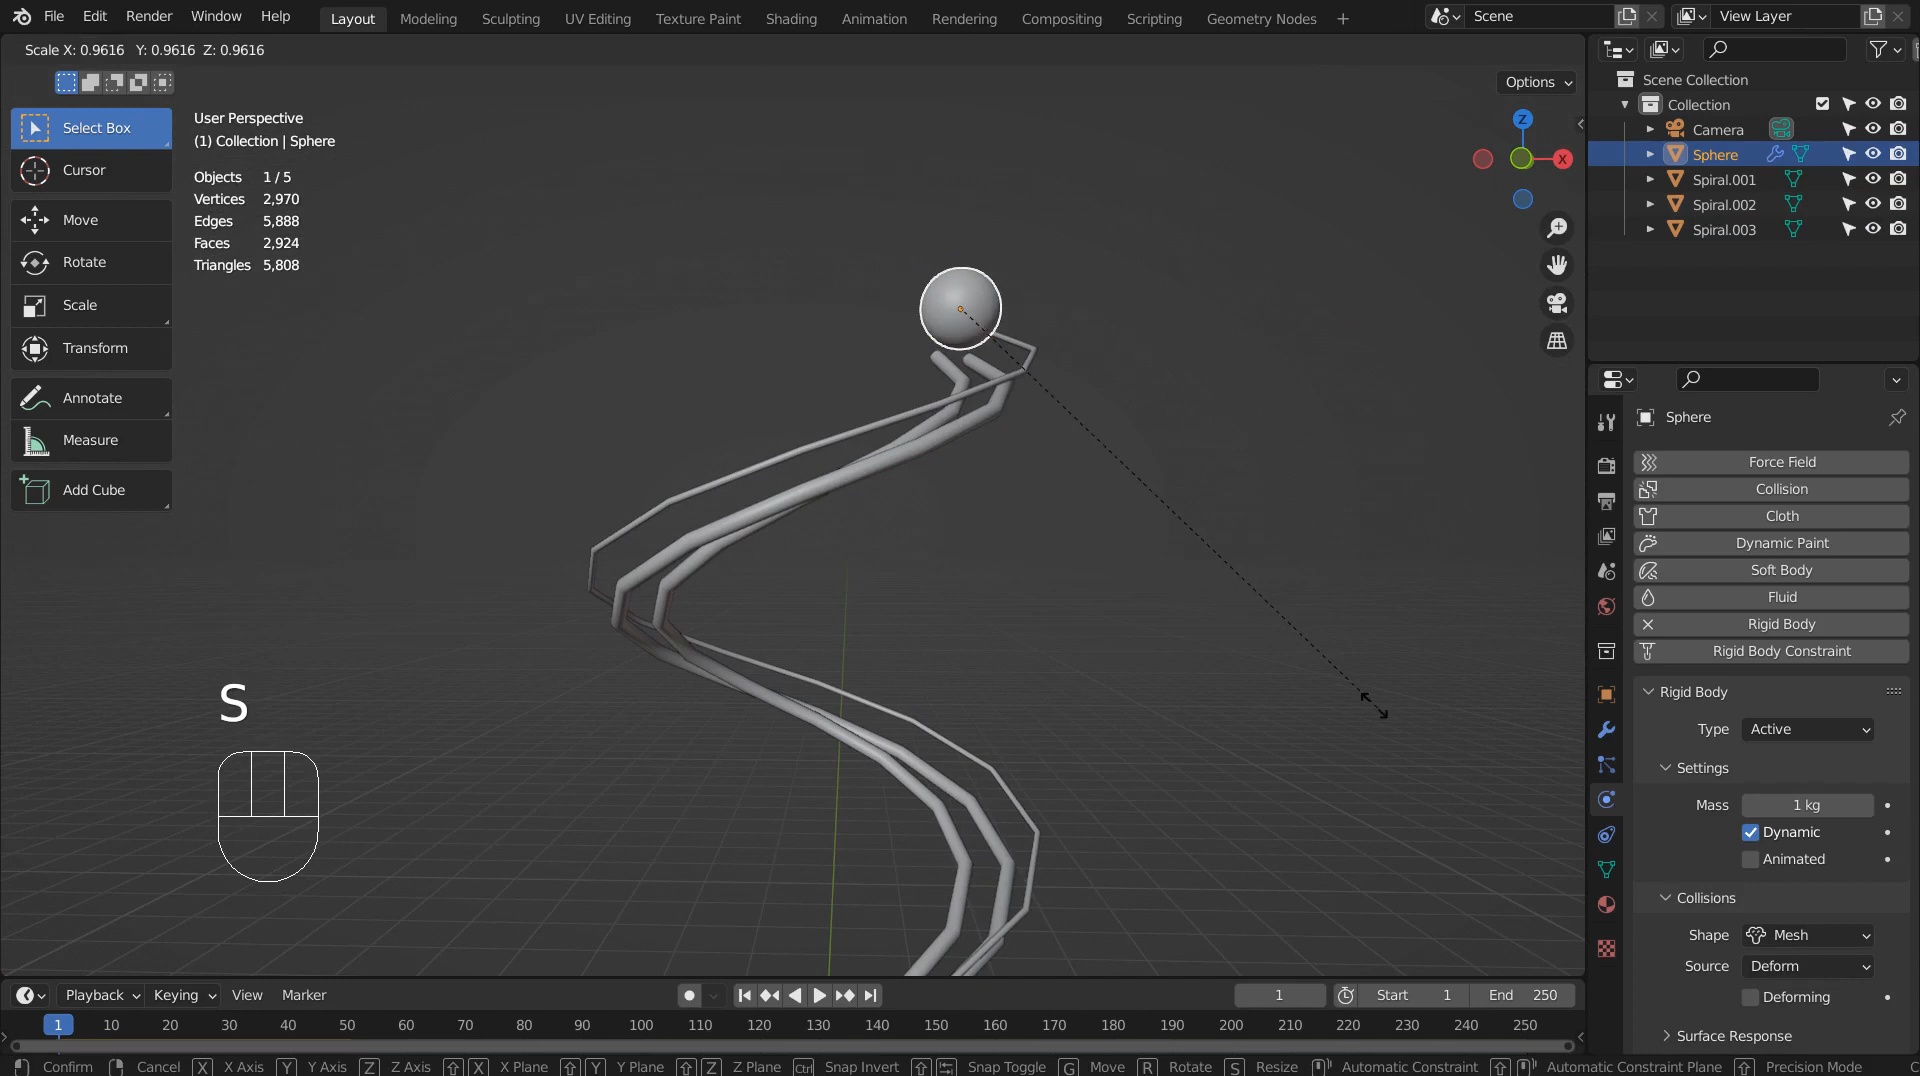 File Edit Render Window Help Layout Modeling Sculpting UV Editing Texture Paint Shading Animation Rendering Compositing Scripting Geometry Nodes + Scene View Layer
Scale X: 0.9616 Y: 0.9616 Z: 0.9616
Options
Select Box
Cursor
Move
Rotate
Scale
Transform
Annotate
Measure
Add Cube
User Perspective
(1) Collection | Sphere
Objects 1 / 5
Vertices 2,970
Edges 5,888
Faces 2,924
Triangles 5,808
Z
X
S
Scene Collection
Collection
Camera
Sphere
Spiral.001
Spiral.002
Spiral.003
Sphere
Force Field
Collision
Cloth
Dynamic Paint
Soft Body
Fluid
Rigid Body
Rigid Body Constraint
Rigid Body
Type Active
Settings
Mass 1 kg
Dynamic
Animated
Collisions
Shape Mesh
Source Deform
Deforming
Surface Response
Playback Keying View Marker 1 Start 1 End 250
1 10 20 30 40 50 60 70 80 90 100 110 120 130 140 150 160 170 180 190 200 210 220 230 240 250
Confirm Cancel X X Axis Y Y Axis Z Z Axis X X Plane Y Y Plane Z Z Plane Ctrl Snap Invert Snap Toggle G Move R Rotate S Resize Automatic Constraint Automatic Constraint Plane Precision Mode